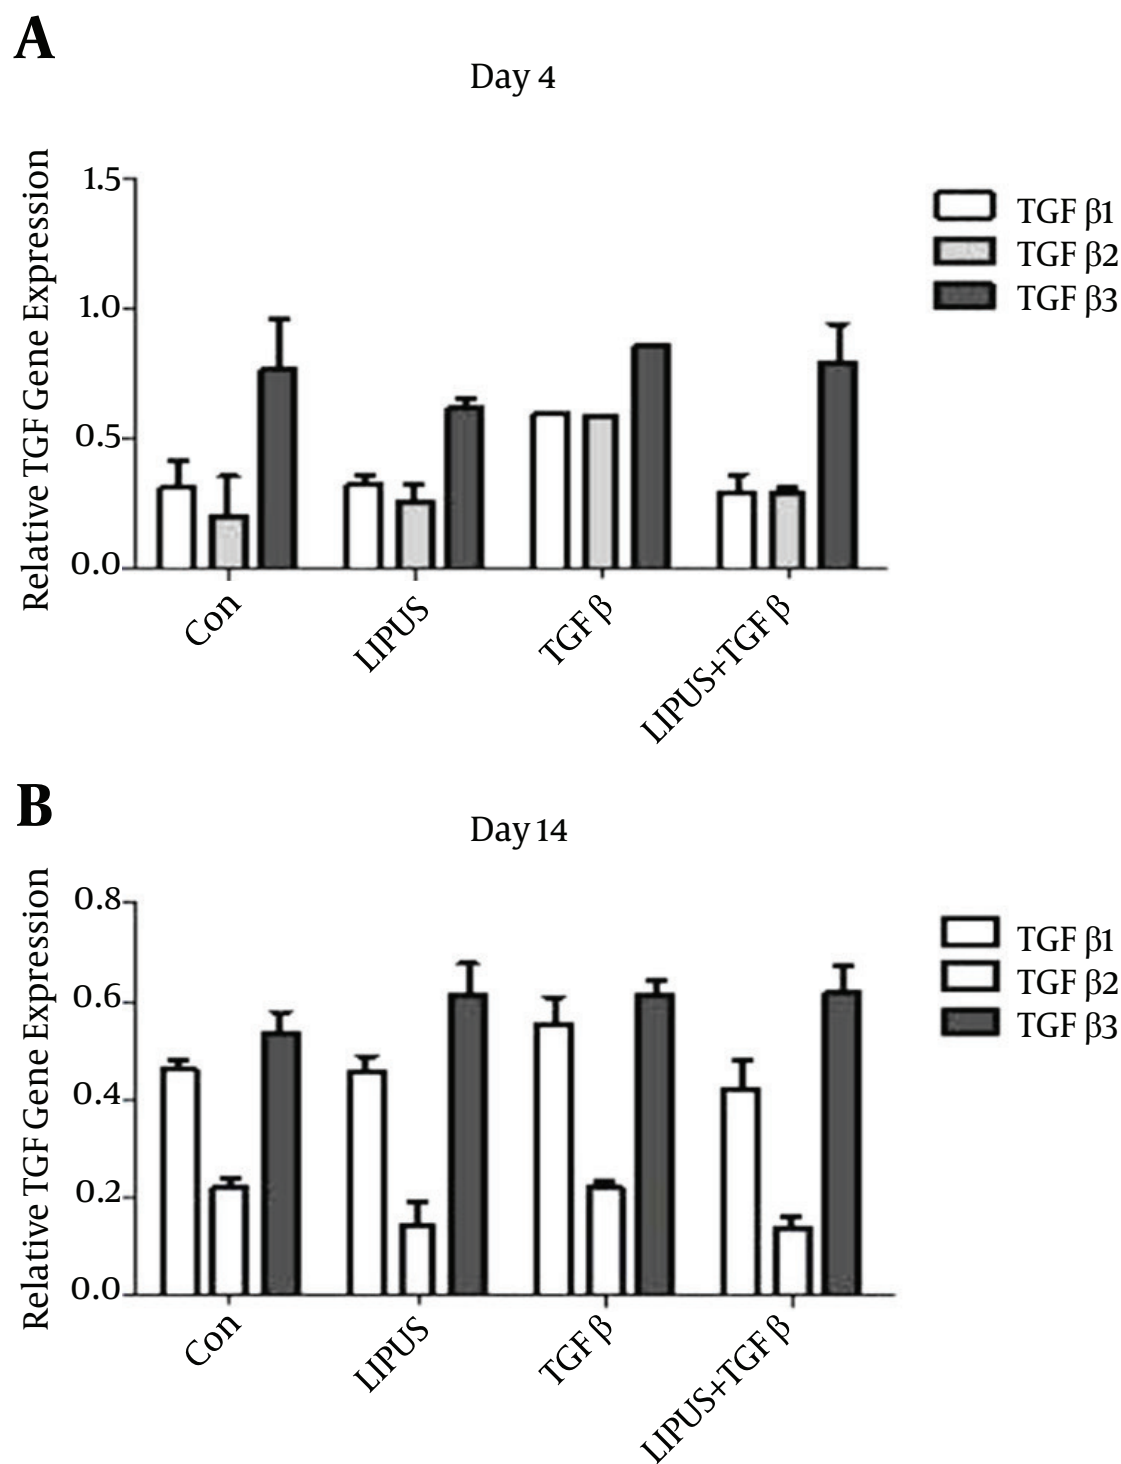 A
Day 4
Relative TGF Gene Expression
1.5
1.0
0.5
0.0
TGF β1
TGF β2
TGF β3
Con
LIPUS
TGF β
LIPUS+TGF β
B
Day 14
Relative TGF Gene Expression
0.8
0.6
0.4
0.2
0.0
TGF β1
TGF β2
TGF β3
Con
LIPUS
TGF β
LIPUS+TGF β